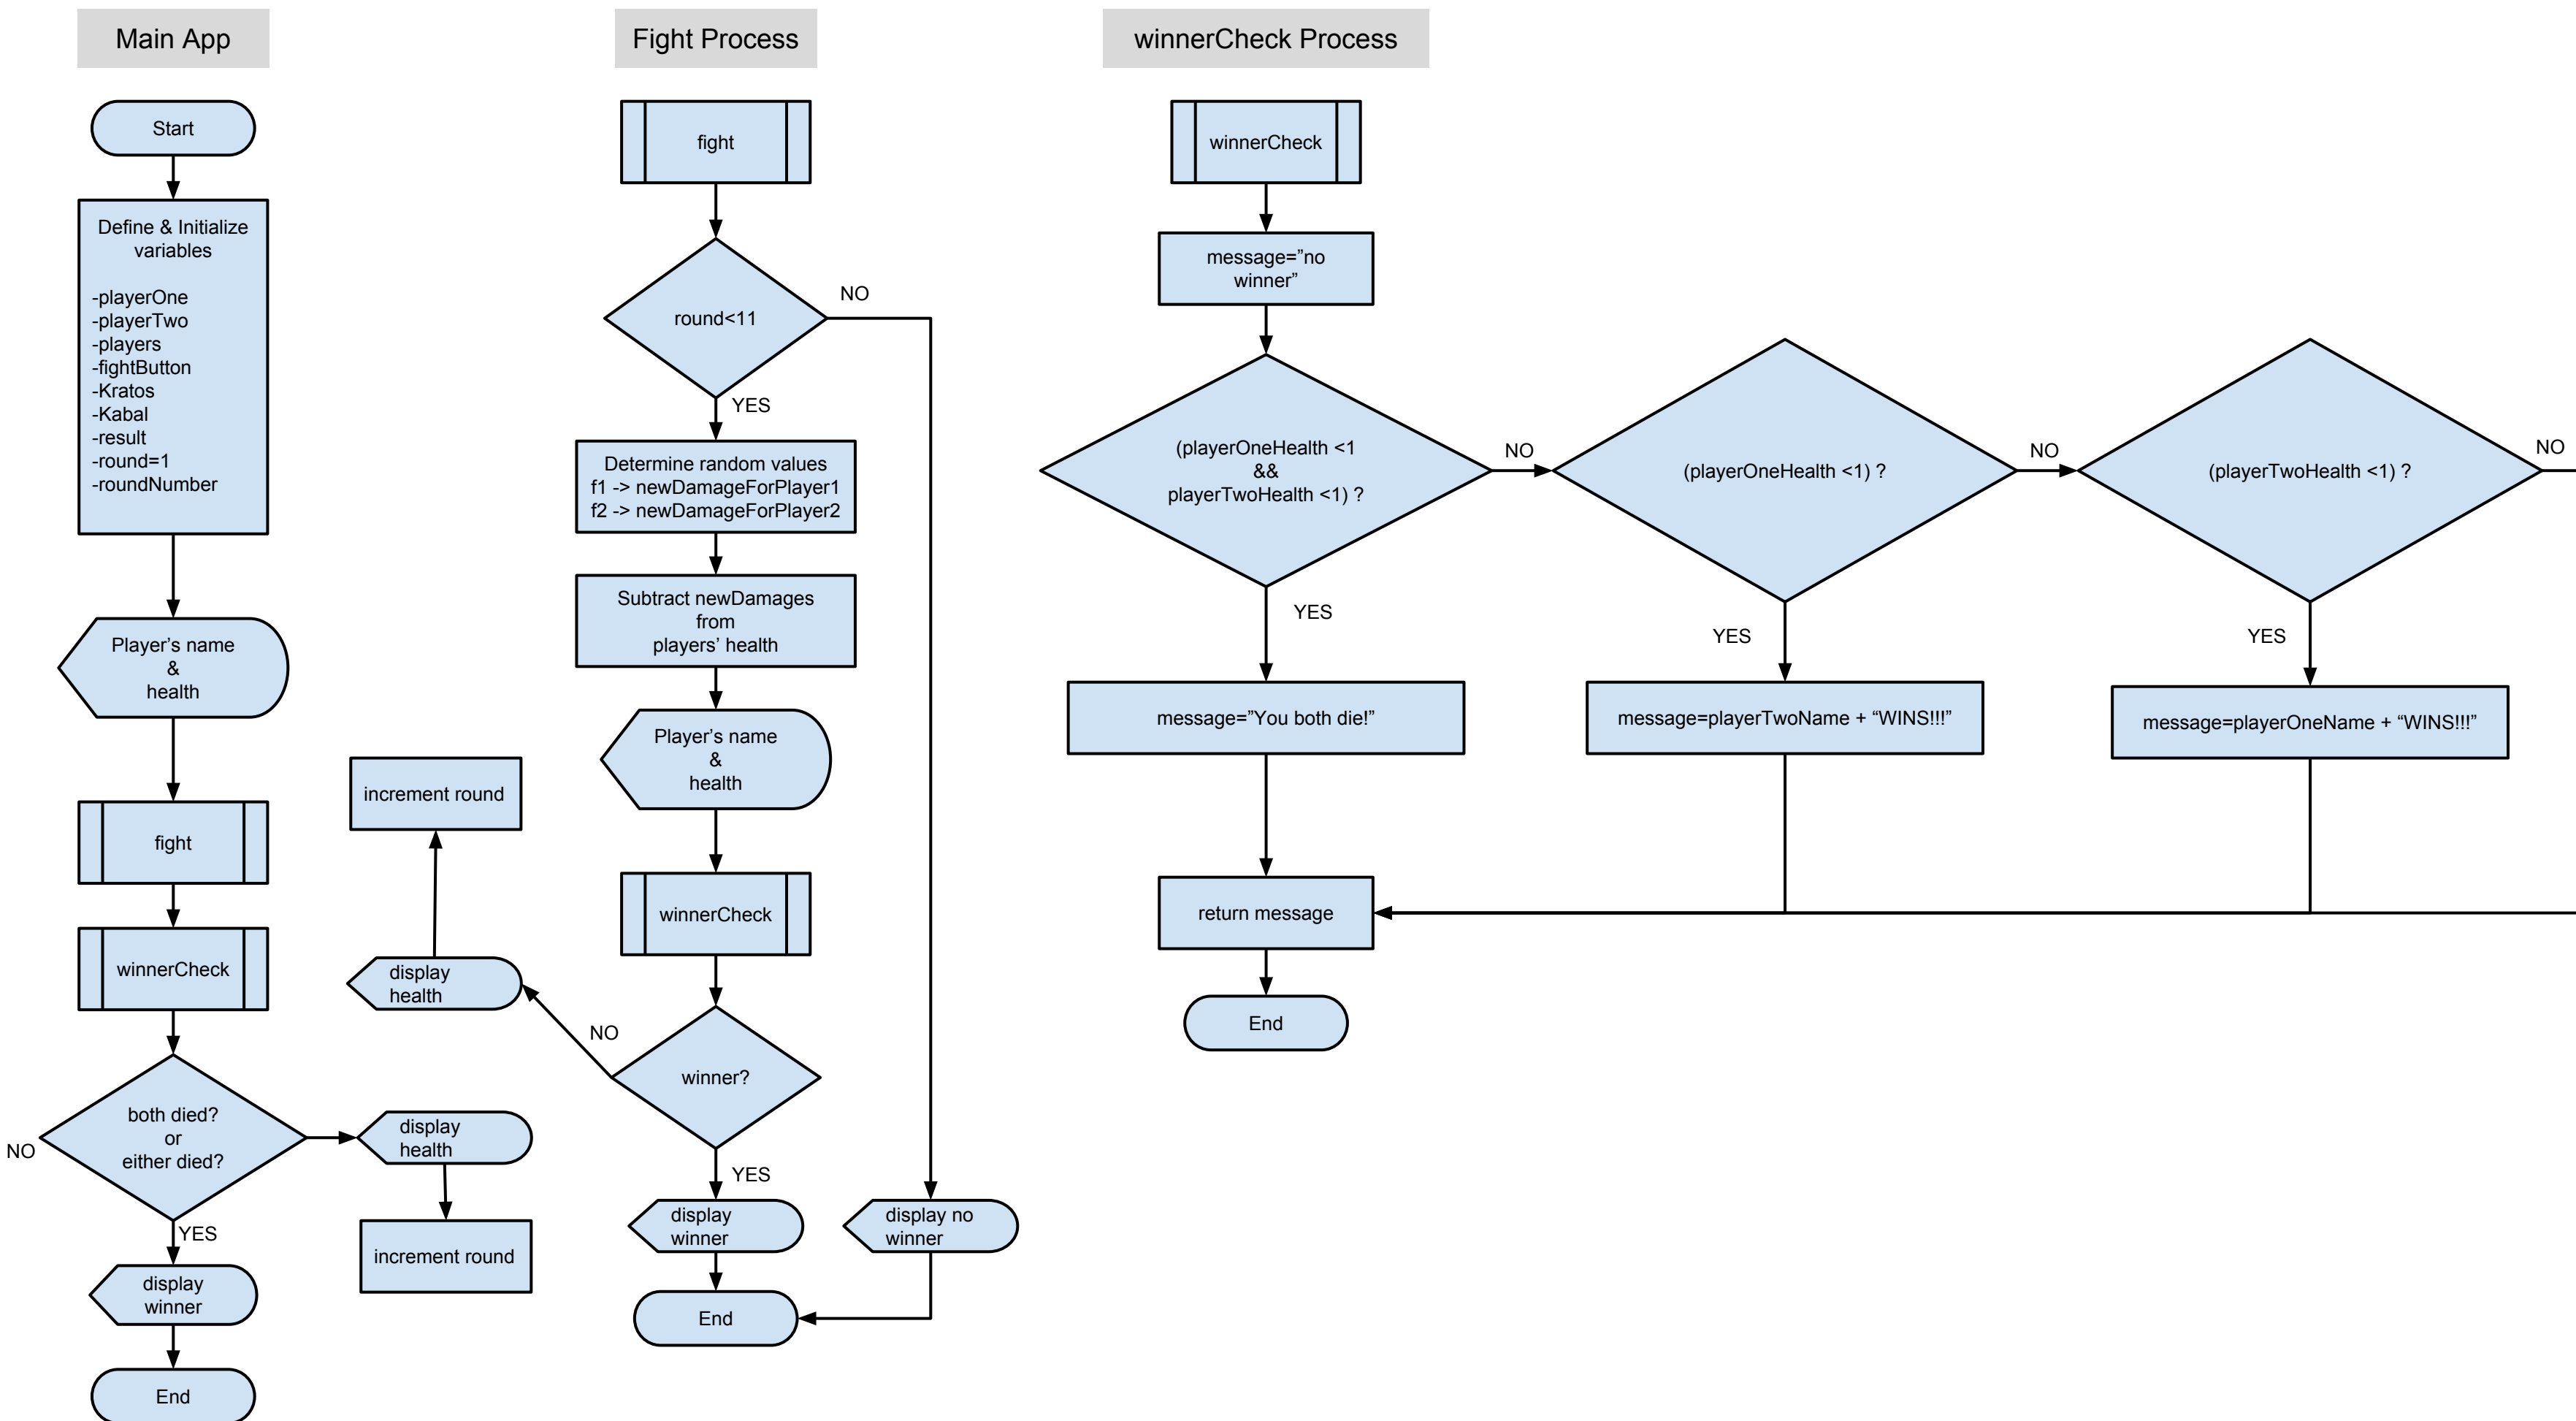 Main App
Start
Define & Initialize
variables
-playerOne
-playerTwo
-players
-fightButton
-Kratos
-Kabal
-result
-round=1
-roundNumber
Player’s name
&
health
fight
winnerCheck
both died?
or
either died?
NO
display
health
increment round
YES
display
winner
End
Fight Process
fight
round<11
NO
YES
Determine random values
f1 -> newDamageForPlayer1
f2 -> newDamageForPlayer2
Subtract newDamages
from
players’ health
Player’s name
&
health
winnerCheck
winner?
NO
display
health
increment round
YES
display
winner
display no
winner
End
winnerCheck Process
winnerCheck
message=”no
winner”
(playerOneHealth <1
&&
playerTwoHealth <1) ?
NO
(playerOneHealth <1) ?
NO
(playerTwoHealth <1) ?
NO
YES
YES
YES
message=”You both die!”
message=playerTwoName + “WINS!!!”
message=playerOneName + “WINS!!!”
return message
End